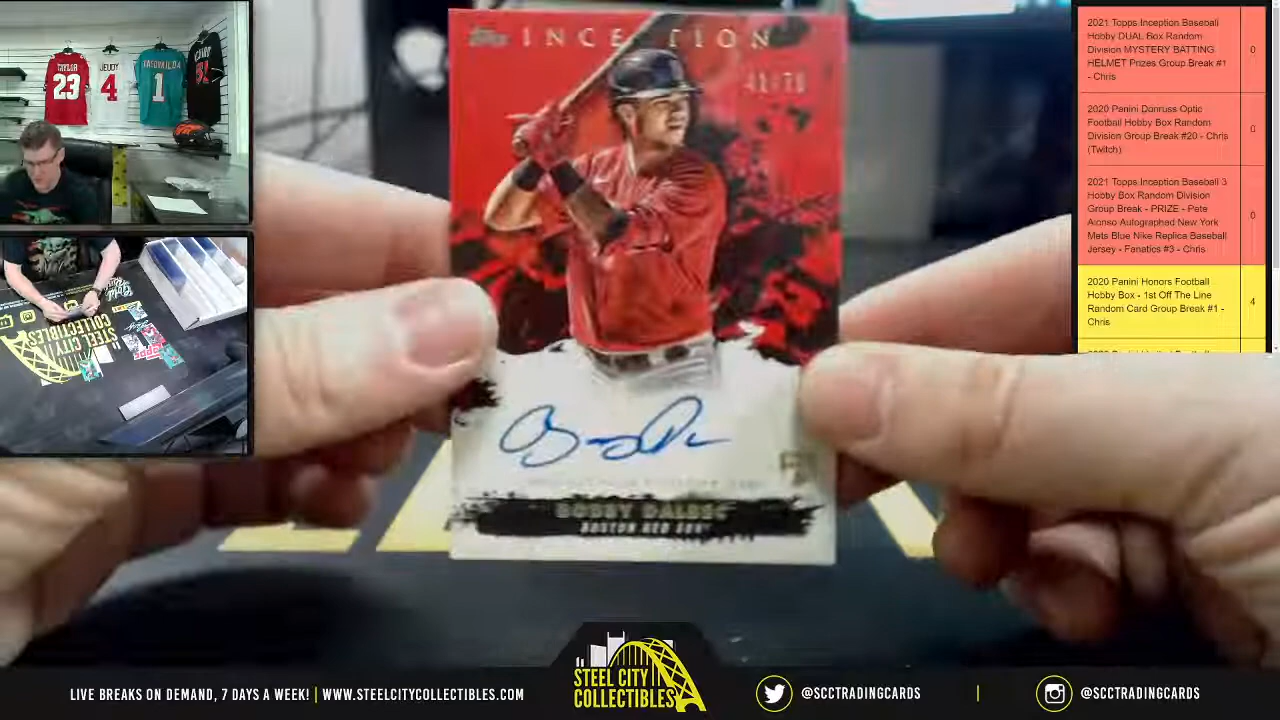 TAYLOR
23
JEUDY
4
TAGOVAILOA
1
STEEL CITY
COLLECTIBLES
Topps INCEPTION
BOBBY DALBEC
BOSTON RED SOX
2021 Topps Inception Baseball
Hobby DUAL Box Random
Division MYSTERY BATTING
HELMET Prizes Group Break #1
- Chris
0
2020 Panini Donruss Optic
Football Hobby Box Random
Division Group Break #20 - Chris
(Twitch)
0
2021 Topps Inception Baseball 3
Hobby Box Random Division
Group Break - PRIZE - Pete
Alonso Autographed New York
Mets Blue Nike Replica Baseball
Jersey - Fanatics #3 - Chris
0
2020 Panini Honors Football
Hobby Box - 1st Off The Line
Random Card Group Break #1 -
Chris
4
LIVE BREAKS ON DEMAND, 7 DAYS A WEEK! | WWW.STEELCITYCOLLECTIBLES.COM
STEEL CITY
COLLECTIBLES
@SCCTRADINGCARDS
@SCCTRADINGCARDS